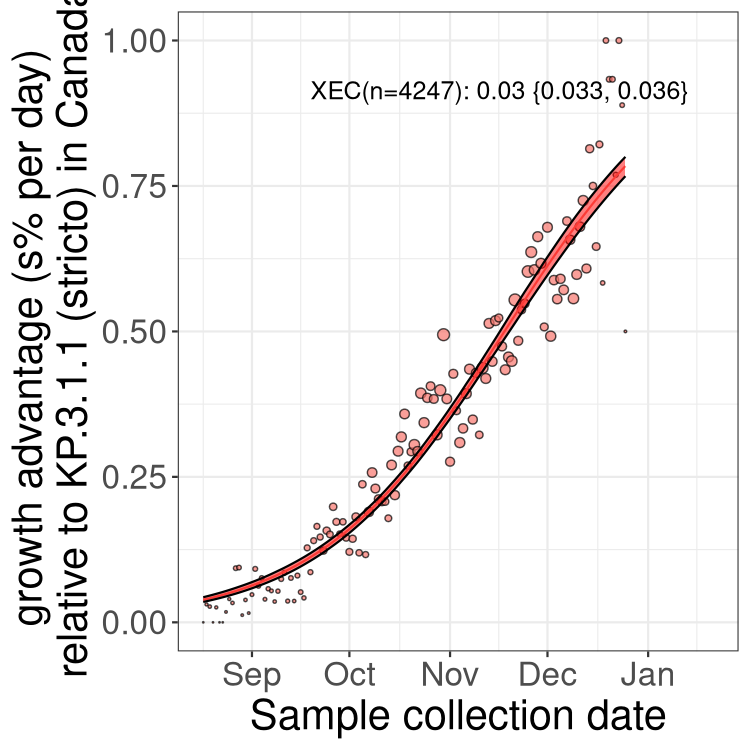 growth advantage (s% per day)
relative to KP.3.1.1 (stricto) in Canada
1.00
0.75
0.50
0.25
0.00
XEC(n=4247): 0.03 {0.033, 0.036}
Sep Oct Nov Dec Jan
Sample collection date